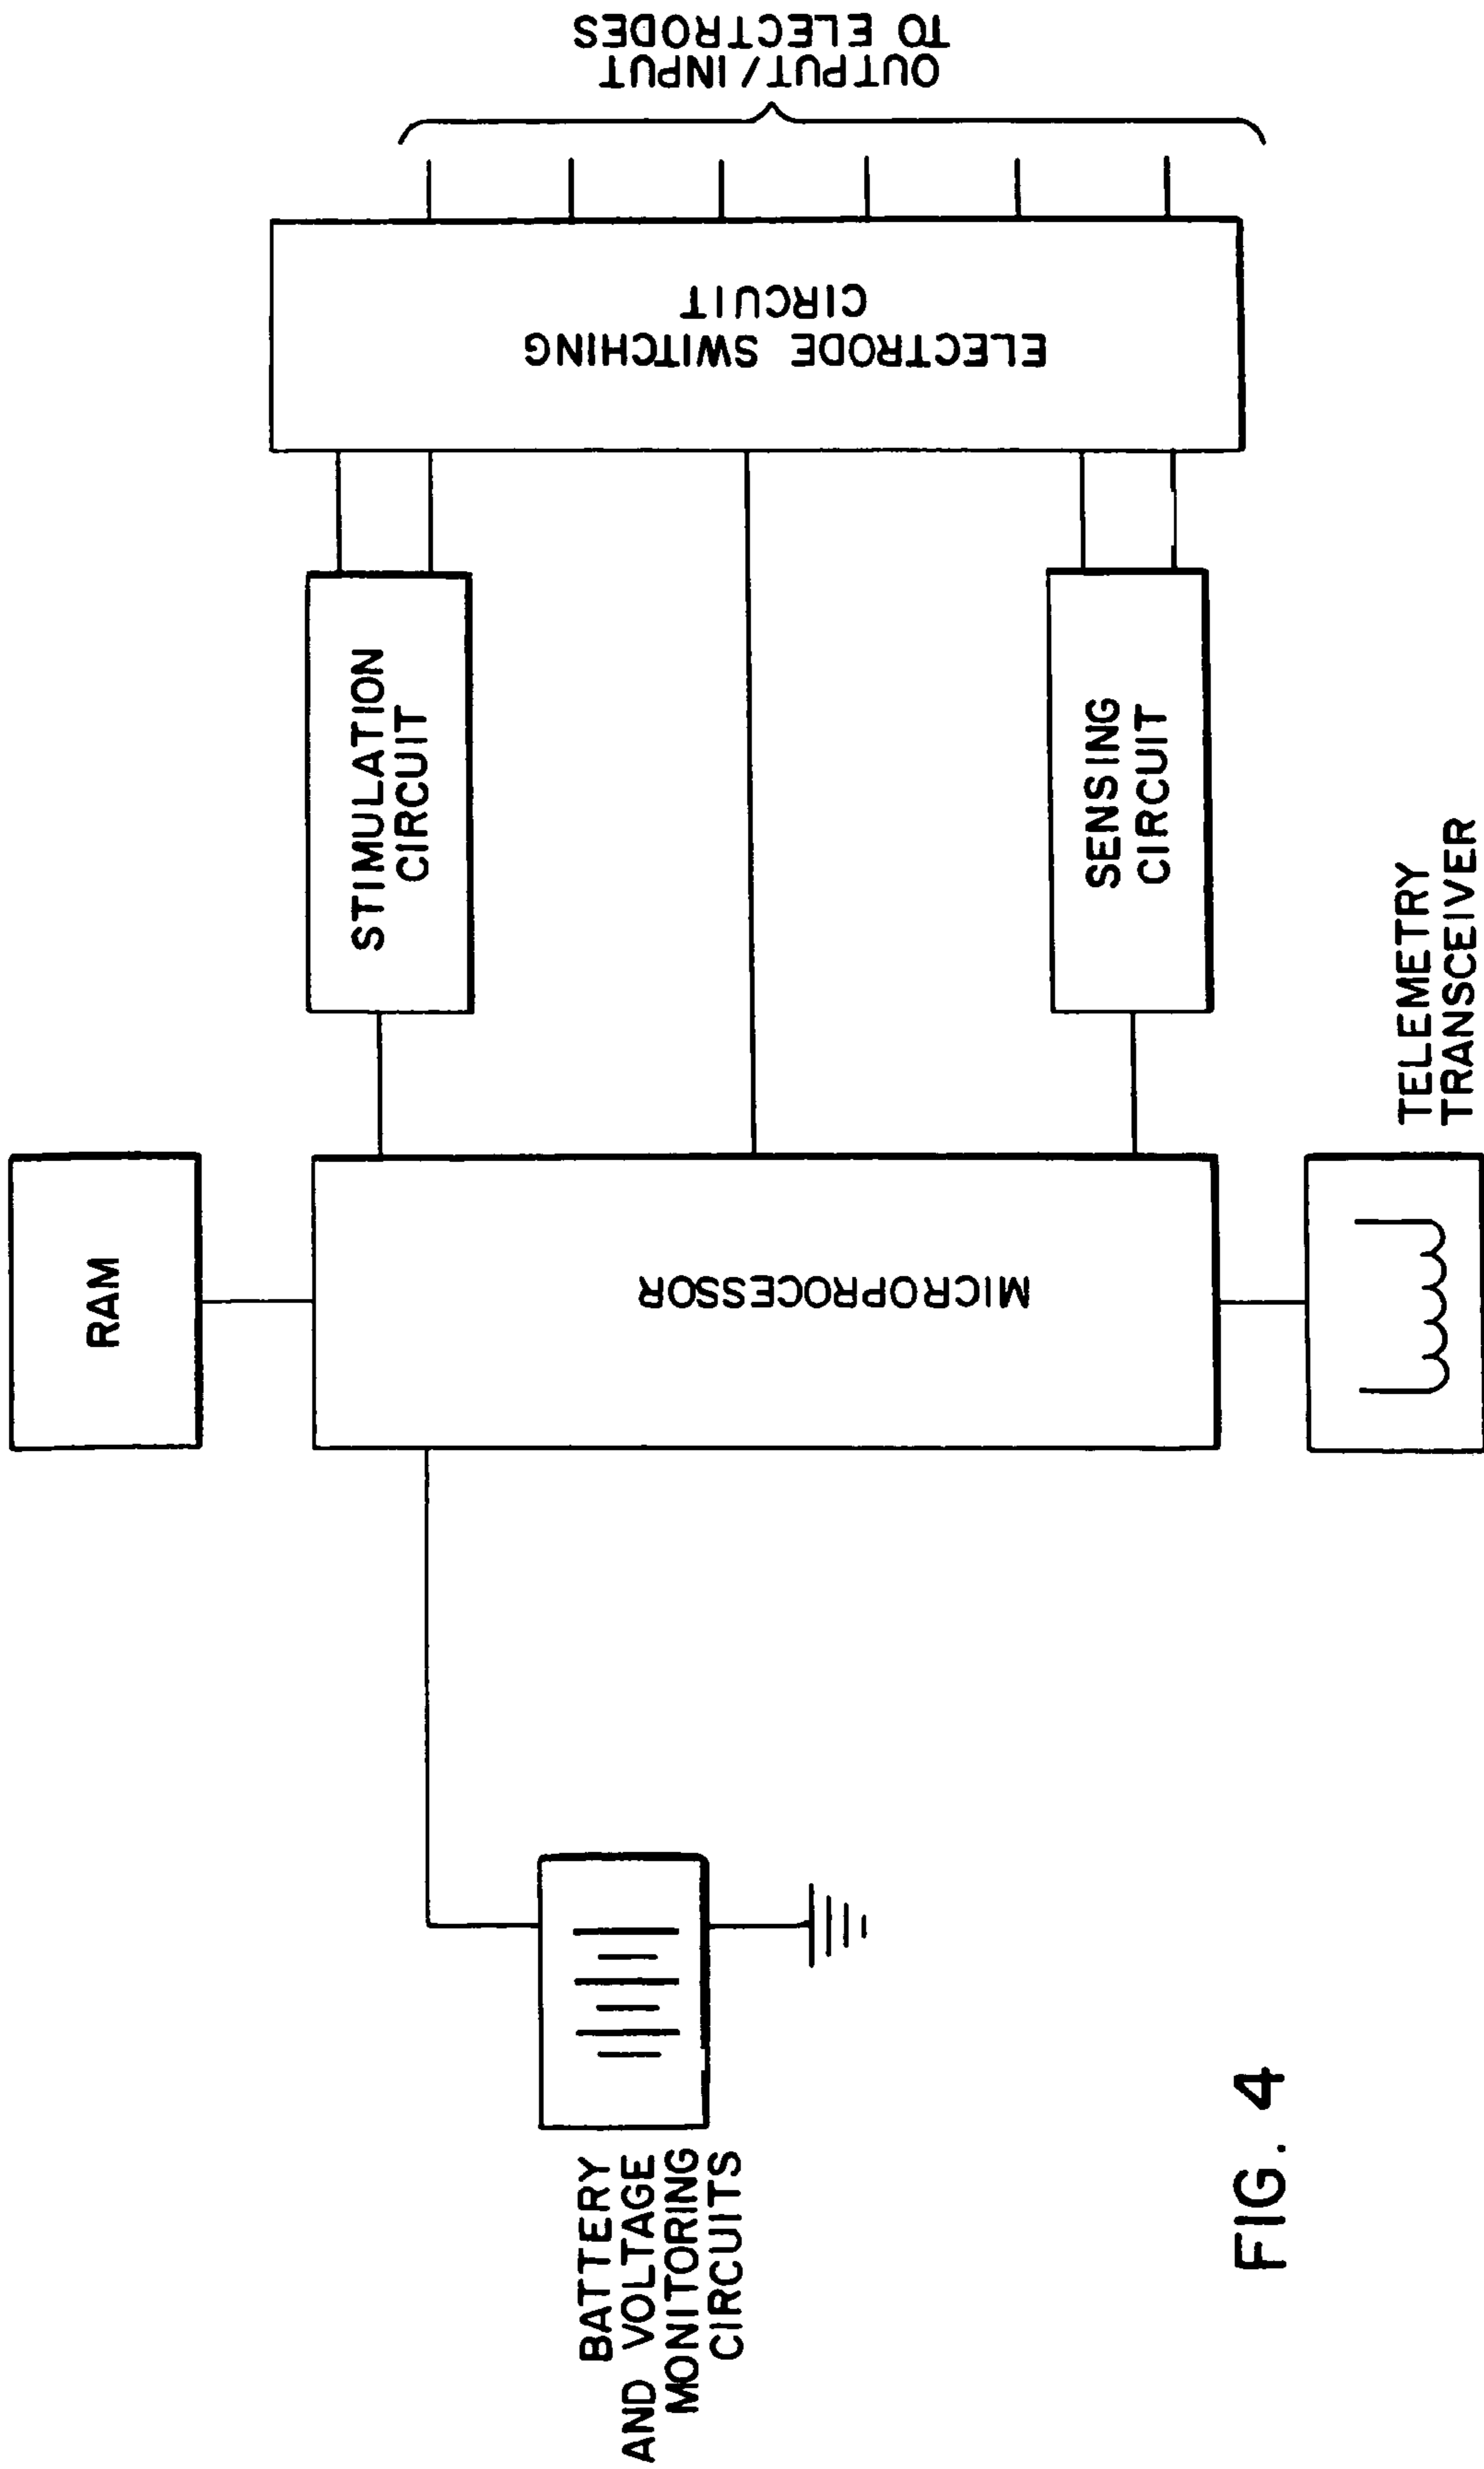 RAM
STIMULATION
CIRCUIT
MICROPROCESSOR
SENSING
CIRCUIT
ELECTRODE SWITCHING
CIRCUIT
OUTPUT/INPUT
TO ELECTRODES
TELEMETRY
TRANSCEIVER
BATTERY
AND VOLTAGE
MONITORING
CIRCUITS
FIG. 4